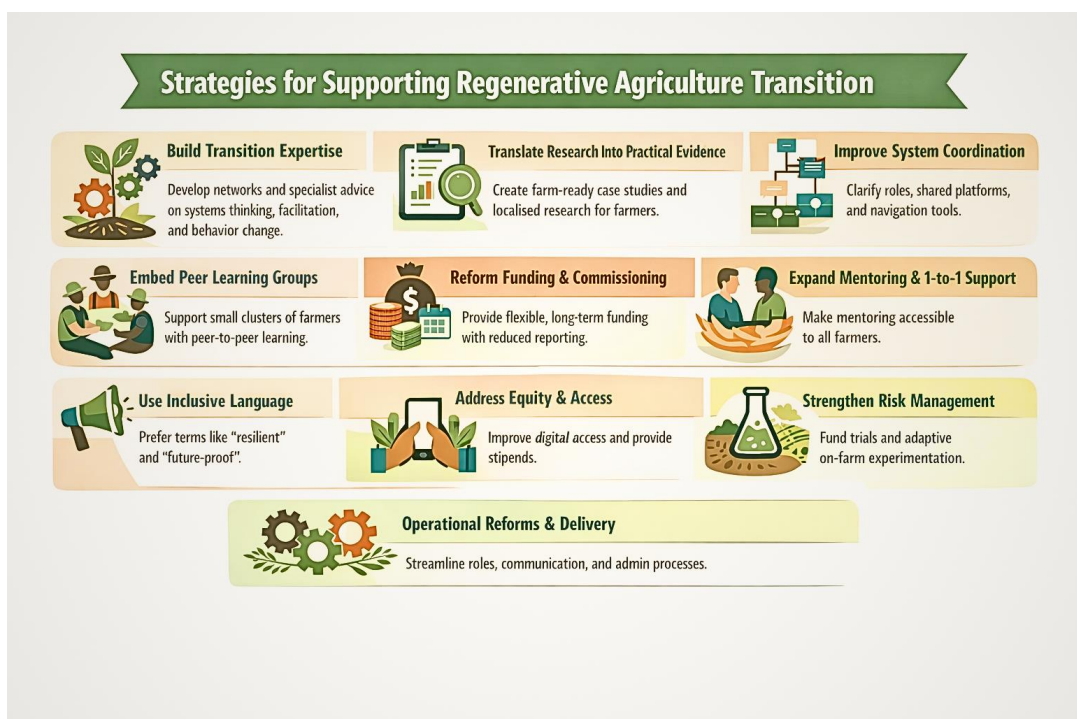 Strategies for Supporting Regenerative Agriculture Transition
Build Transition Expertise
Develop networks and specialist advice
on systems thinking, facilitation,
and behavior change.
Translate Research Into Practical Evidence
Create farm-ready case studies and
localised research for farmers.
Improve System Coordination
Clarify roles, shared platforms,
and navigation tools.
Embed Peer Learning Groups
Support small clusters of farmers
with peer-to-peer learning.
$
Reform Funding & Commissioning
Provide flexible, long-term funding
with reduced reporting.
Expand Mentoring & 1-to-1 Support
Make mentoring accessible
to all farmers.
Use Inclusive Language
Prefer terms like “resilient”
and “future-proof”.
Address Equity & Access
Improve digital access and provide
stipends.
Strengthen Risk Management
Fund trials and adaptive
on-farm experimentation.
Operational Reforms & Delivery
Streamline roles, communication, and admin processes.